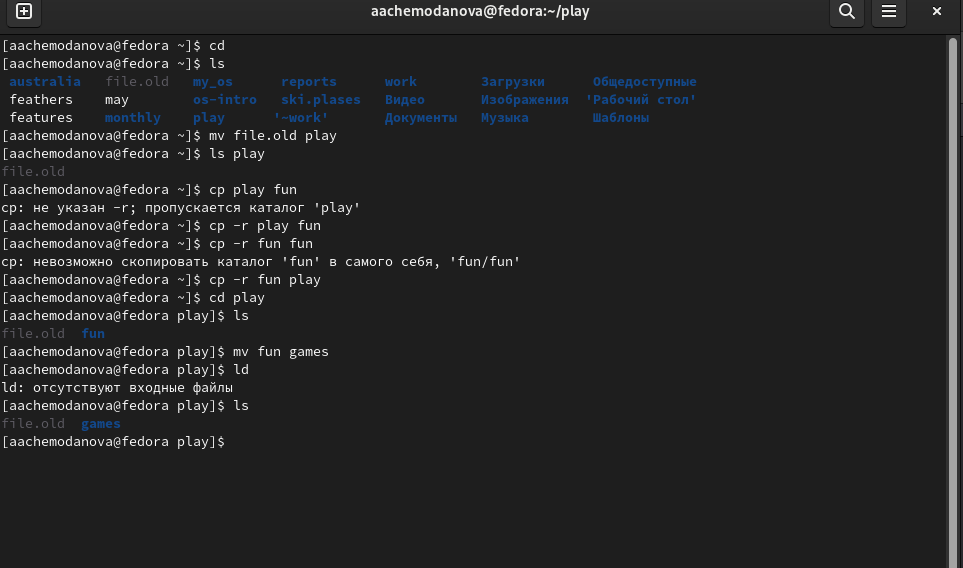 aachemodanova@fedora:~/play
[aachemodanova@fedora ~]$ cd
[aachemodanova@fedora ~]$ ls
australia file.old my_os reports work Загрузки Общедоступные
feathers may os-intro ski.plases Видео Изображения 'Рабочий стол'
features monthly play '~work' Документы Музыка Шаблоны
[aachemodanova@fedora ~]$ mv file.old play
[aachemodanova@fedora ~]$ ls play
file.old
[aachemodanova@fedora ~]$ cp play fun
cp: не указан -r; пропускается каталог 'play'
[aachemodanova@fedora ~]$ cp -r play fun
[aachemodanova@fedora ~]$ cp -r fun fun
cp: невозможно скопировать каталог 'fun' в самого себя, 'fun/fun'
[aachemodanova@fedora ~]$ cp -r fun play
[aachemodanova@fedora ~]$ cd play
[aachemodanova@fedora play]$ ls
file.old fun
[aachemodanova@fedora play]$ mv fun games
[aachemodanova@fedora play]$ ld
ld: отсутствуют входные файлы
[aachemodanova@fedora play]$ ls
file.old games
[aachemodanova@fedora play]$